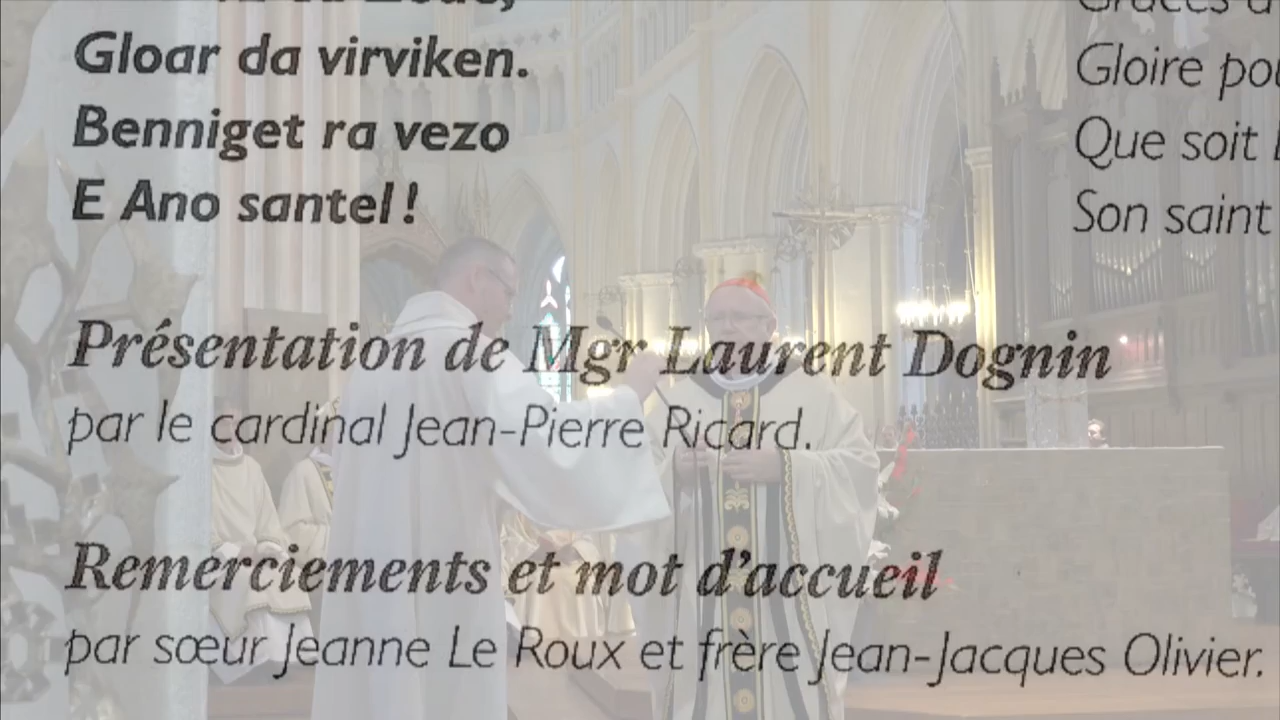 Gloar da virviken.
Gloire
Benniget ra vezo
Que soit
E Ano santel !
Son saint
Présentation de Mgr Laurent Dognin
par le cardinal Jean-Pierre Ricard.
Remerciements et mot d'accueil
par sœur Jeanne Le Roux et frère Jean-Jacques Olivier.